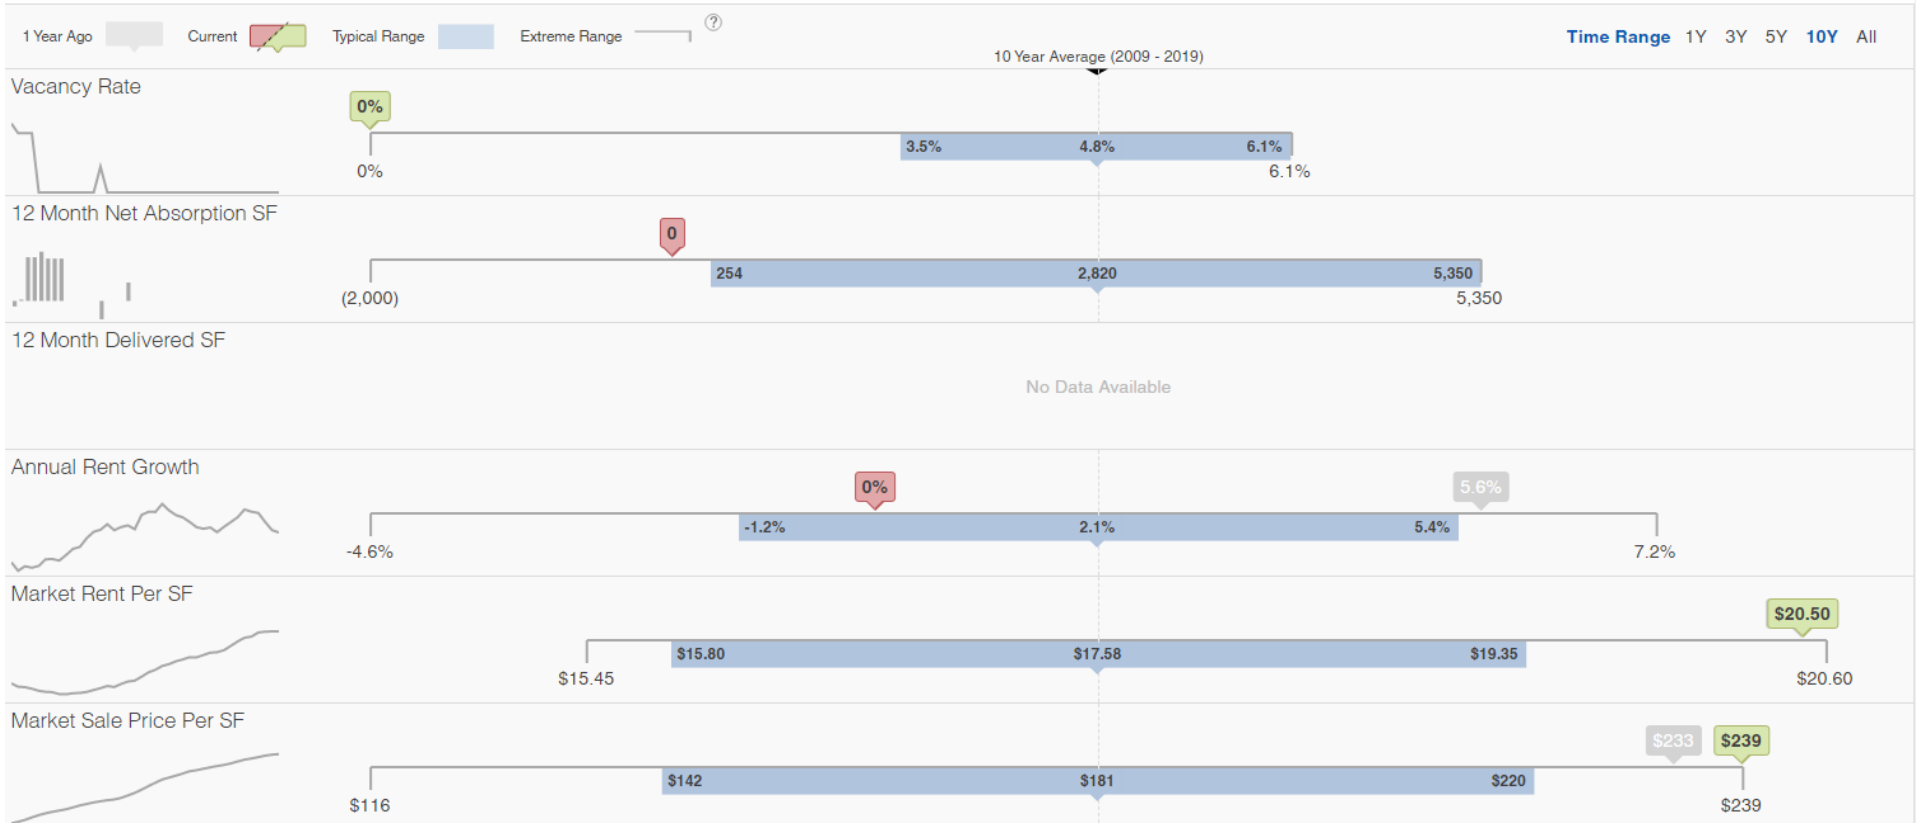 1 Year Ago Current Typical Range Extreme Range ? Time Range 1Y 3Y 5Y 10Y All
10 Year Average (2009 - 2019)
Vacancy Rate
0%
3.5% 4.8% 6.1%
0% 6.1%
12 Month Net Absorption SF
0
254 2,820 5,350
(2,000) 5,350
12 Month Delivered SF
No Data Available
Annual Rent Growth
0% 5.6%
-1.2% 2.1% 5.4%
-4.6% 7.2%
Market Rent Per SF
$20.50
$15.80 $17.58 $19.35
$15.45 $20.60
Market Sale Price Per SF
$233 $239
$142 $181 $220
$116 $239